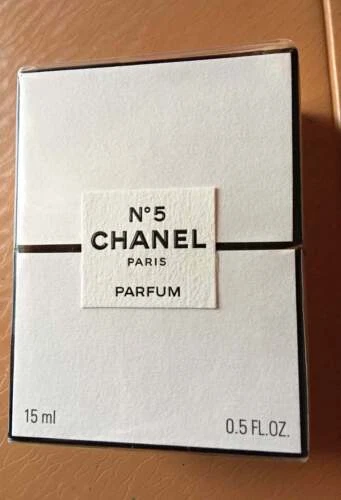 N°5
CHANEL
PARIS
PARFUM
15 ml
0.5 FL.OZ.